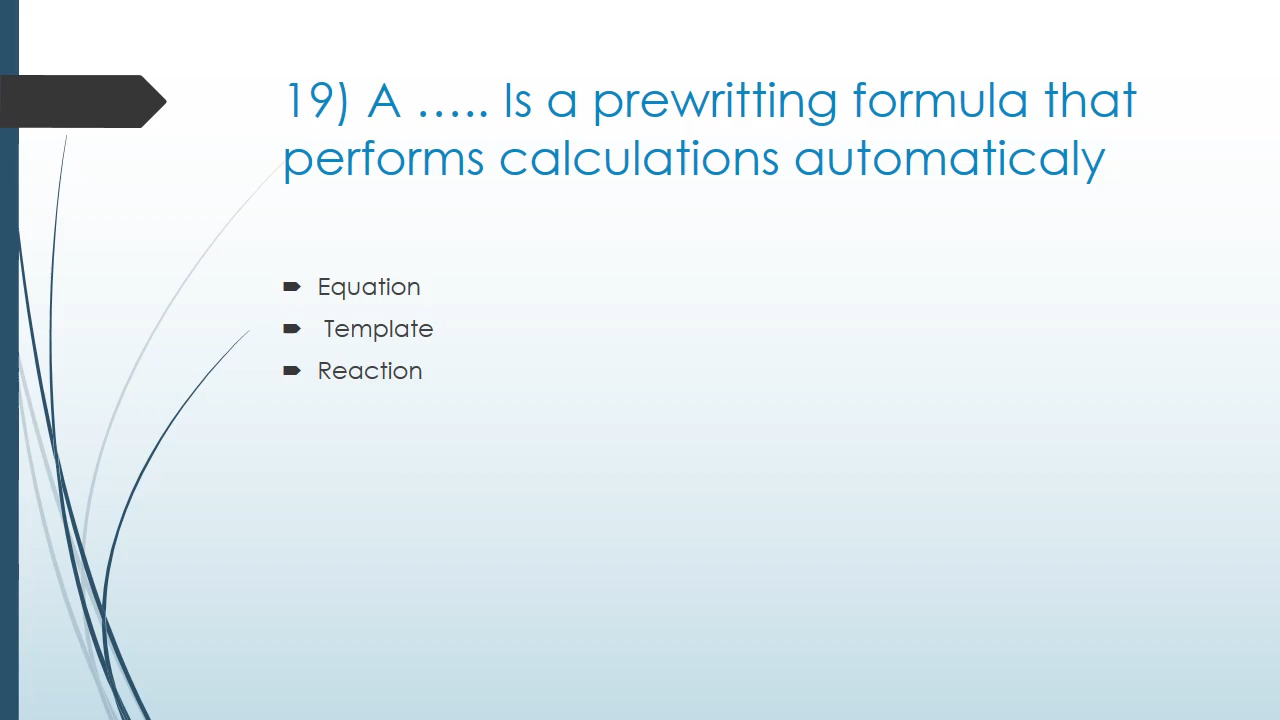 19) A ….. Is a prewritting formula that
performs calculations automaticaly
Equation
Template
Reaction